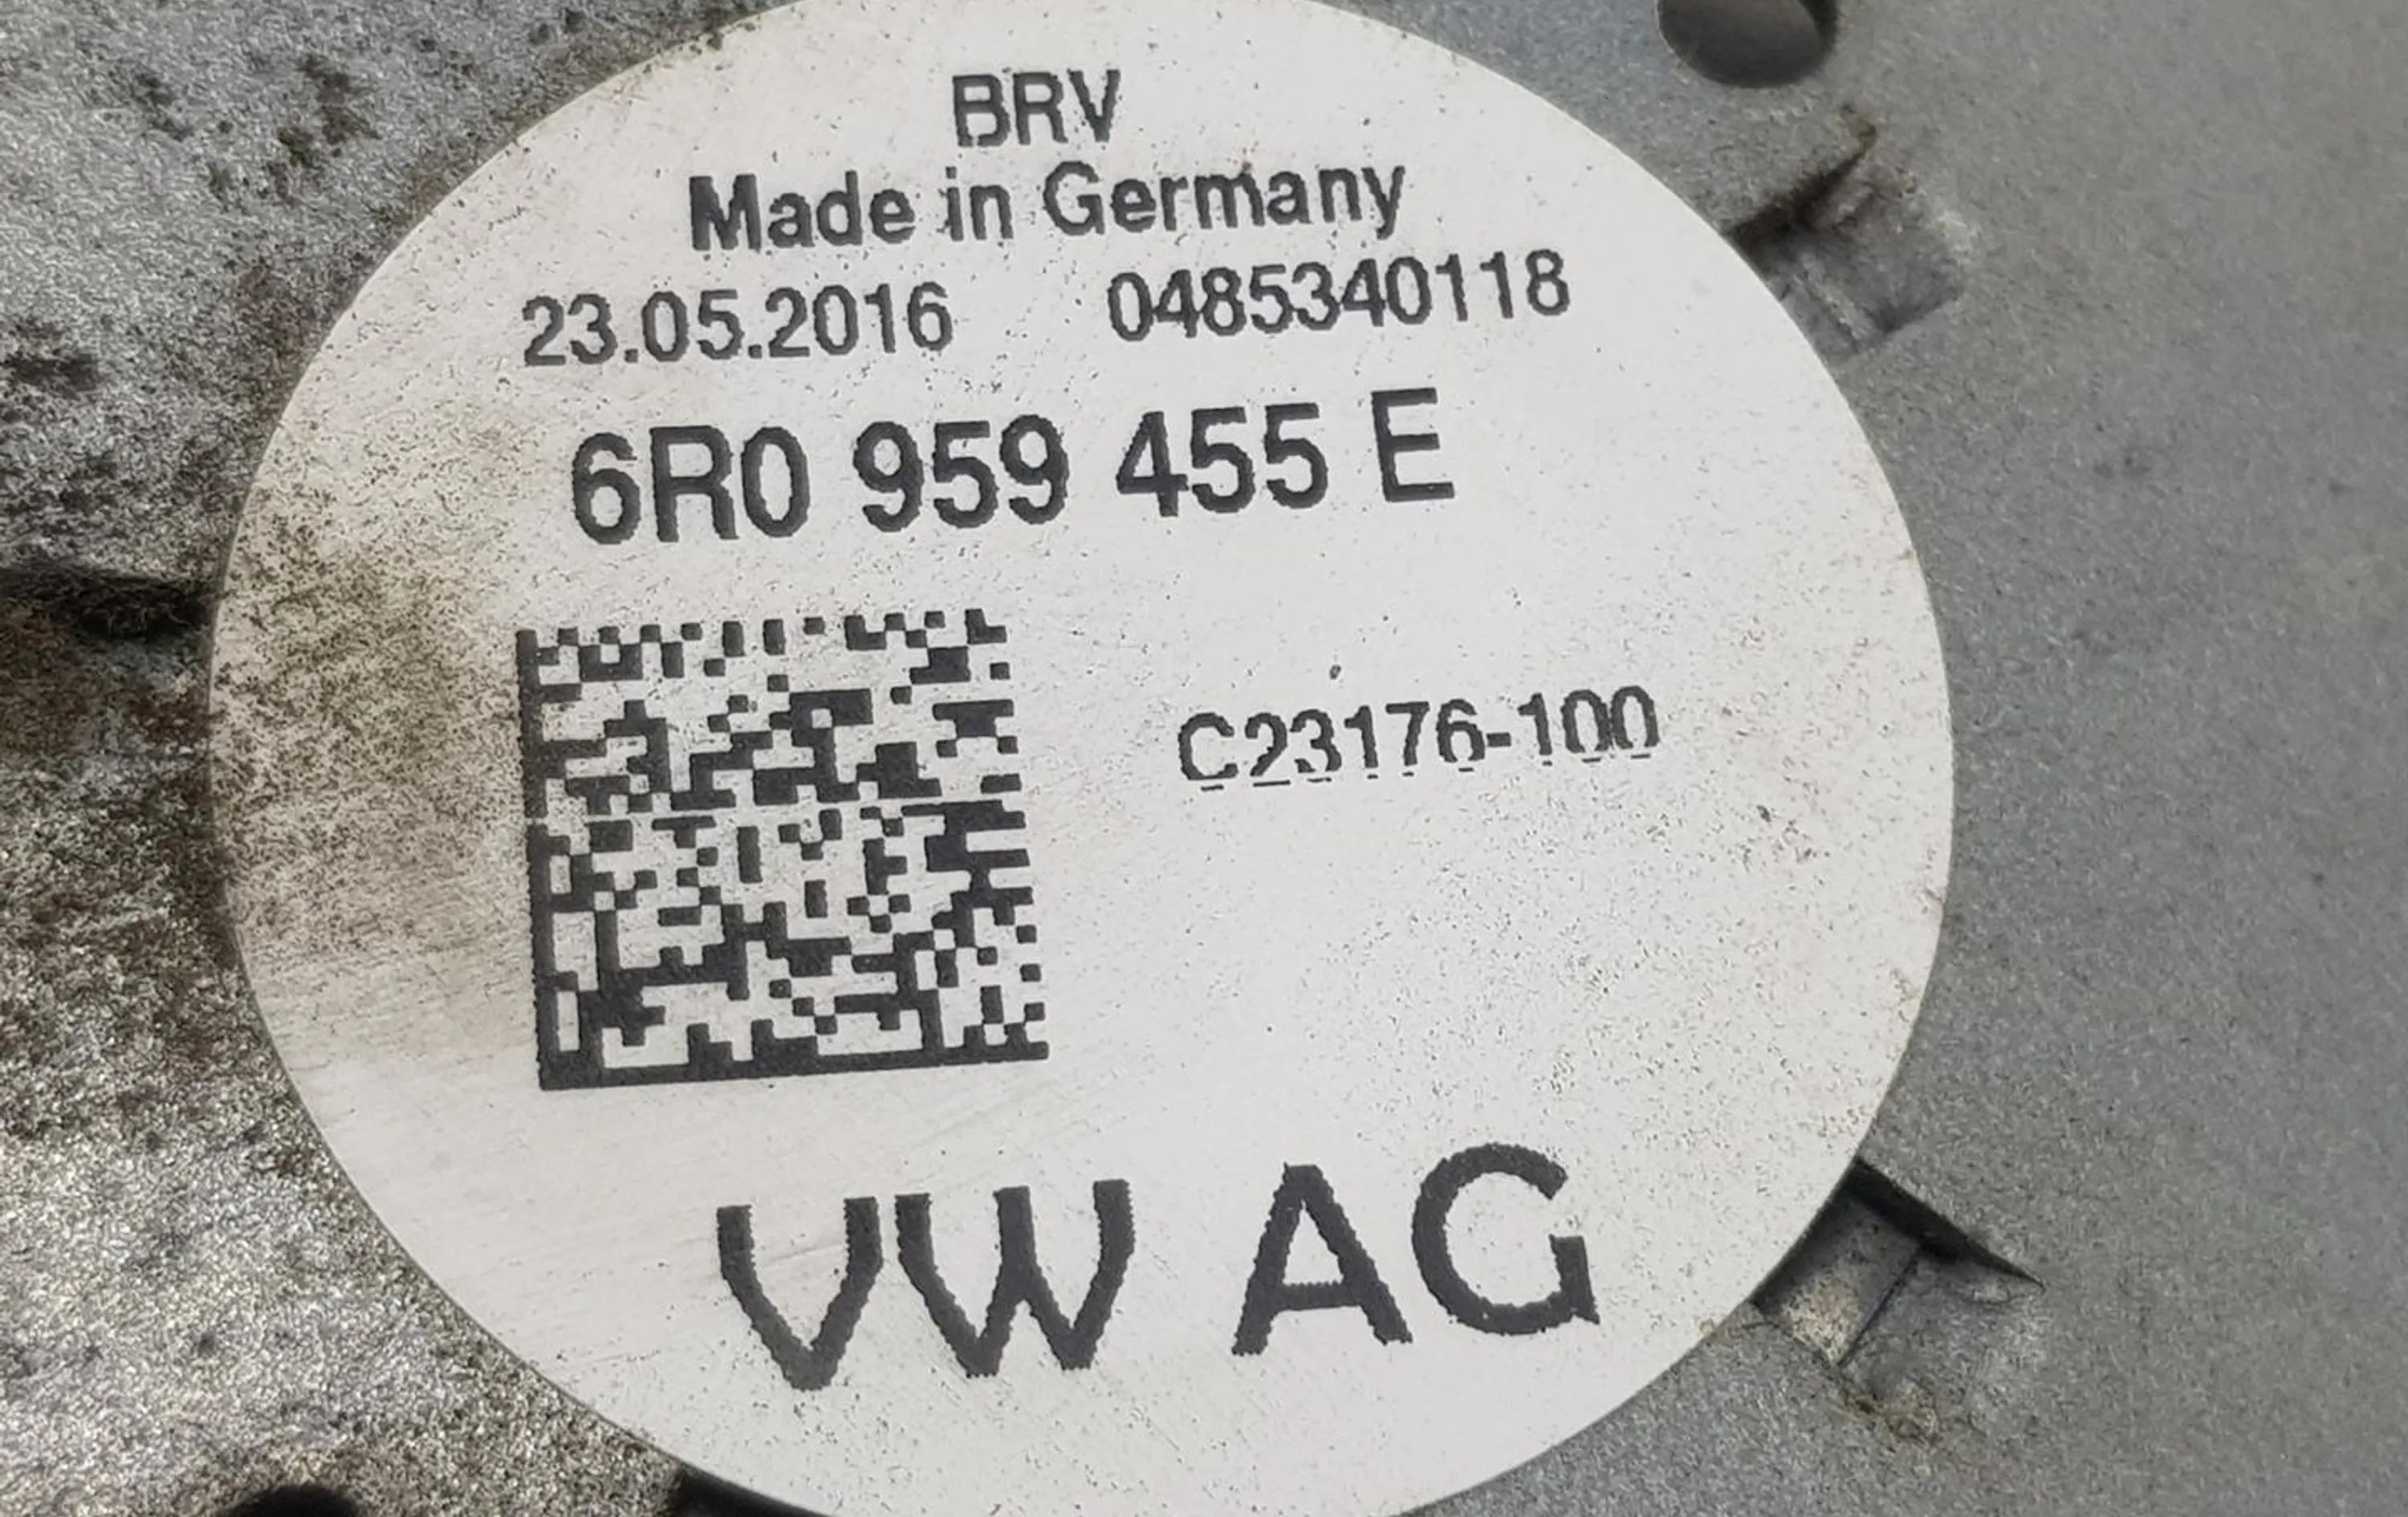 BRV
Made in Germany
23.05.2016 0485340118
6R0 959 455 E
C23176-100
VW AG